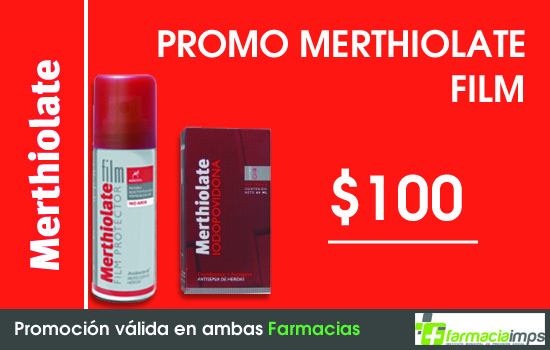 PROMO MERTHIOLATE
FILM
Merthiolate
Merthiolate film
FILM PROTECTOR
Merthiolate
IODOPOVIDONA
ANTISEPSIA DE HERIDAS
$100
Promoción válida en ambas Farmacias
farmaciaimps